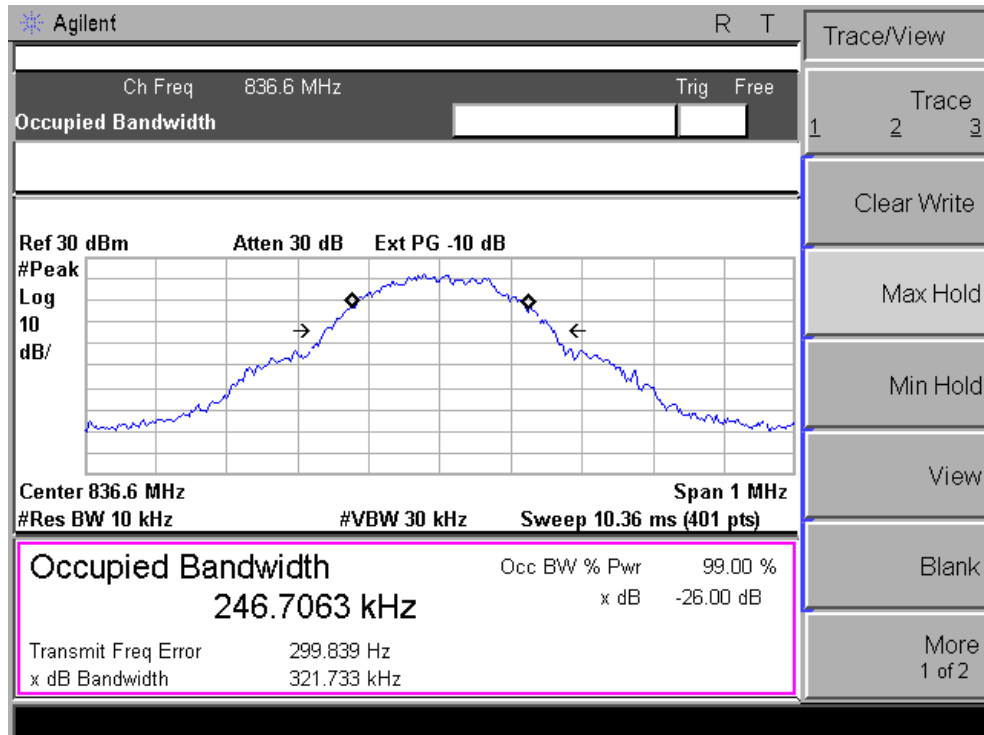 Agilent R T
Trace/View
Ch Freq 836.6 MHz Trig Free
Occupied Bandwidth
Trace
1 2 3
Clear Write
Max Hold
Min Hold
View
Blank
More
1 of 2
Ref 30 dBm Atten 30 dB Ext PG -10 dB
#Peak
Log
10
dB/
Center 836.6 MHz Span 1 MHz
#Res BW 10 kHz #VBW 30 kHz Sweep 10.36 ms (401 pts)
Occupied Bandwidth Occ BW % Pwr 99.00 %
246.7063 kHz x dB -26.00 dB
Transmit Freq Error 299.839 Hz
x dB Bandwidth 321.733 kHz